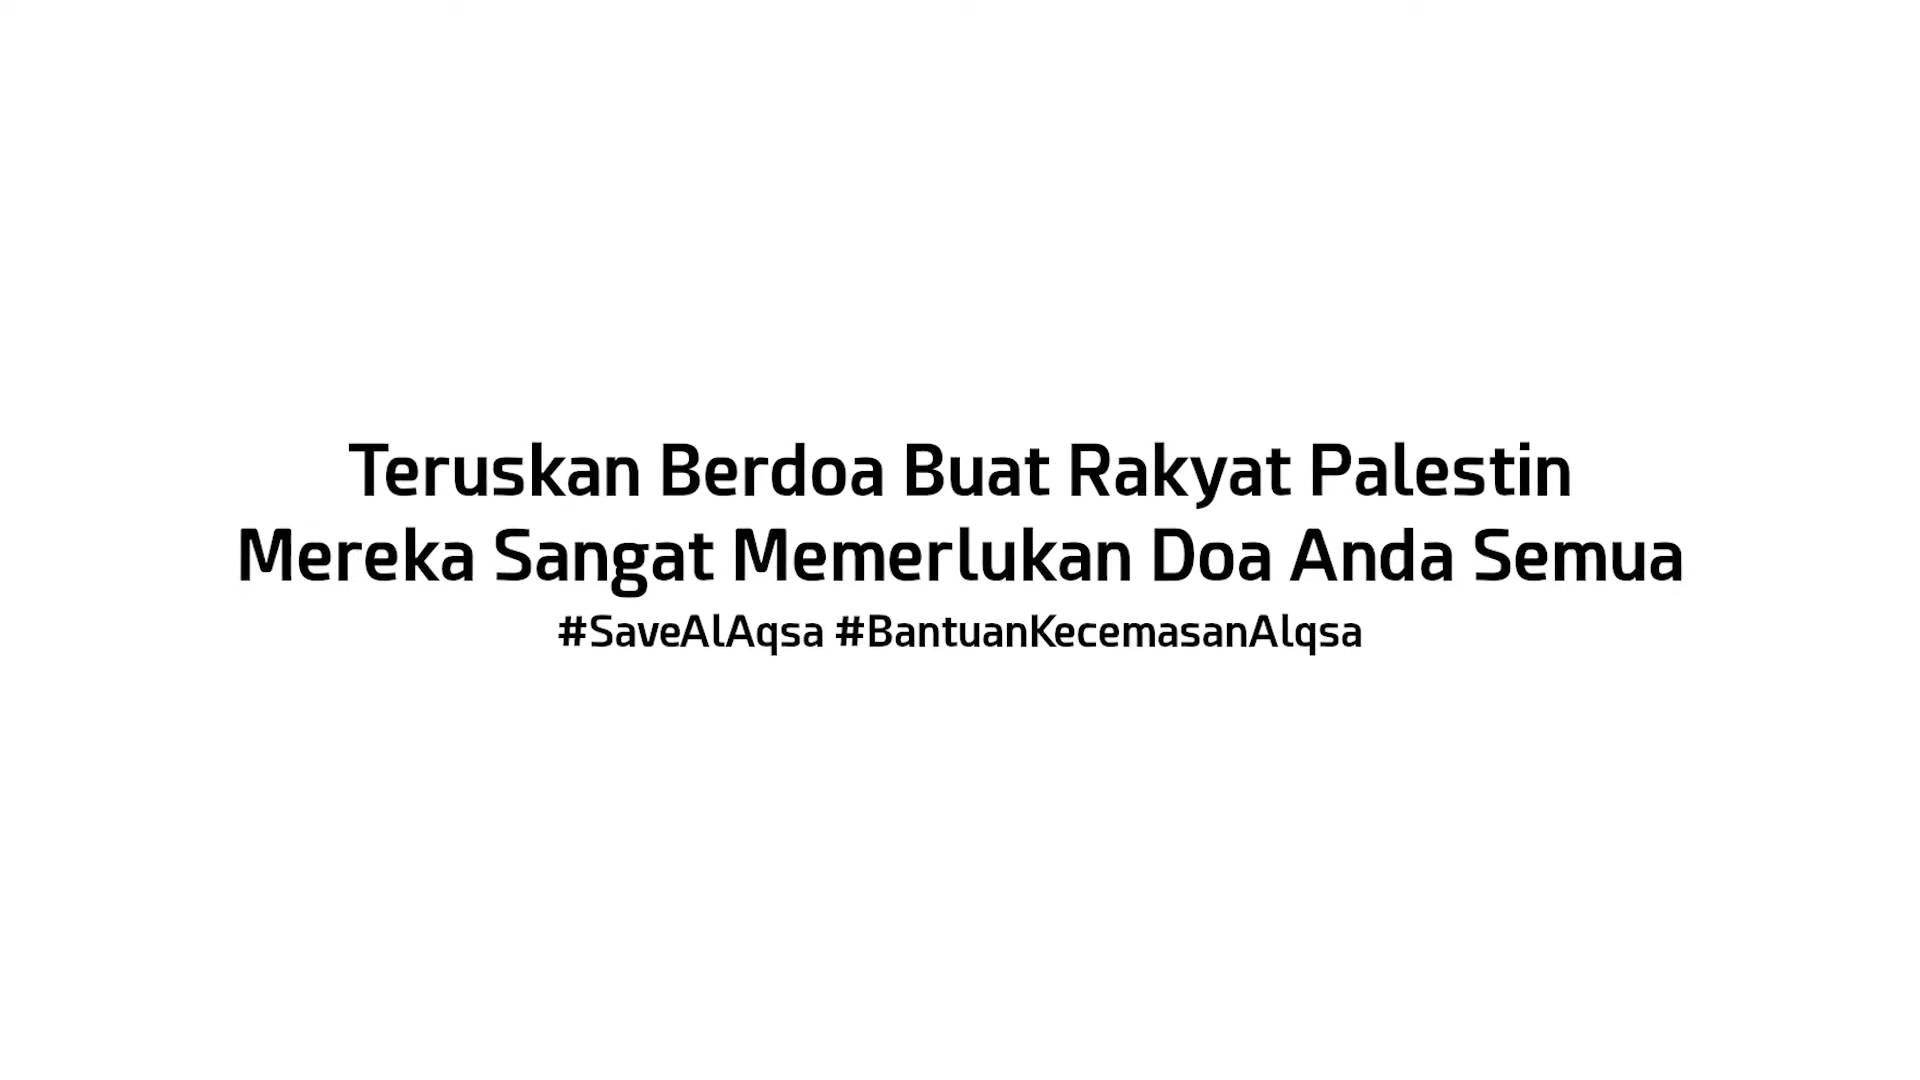 Teruskan Berdoa Buat Rakyat Palestin
Mereka Sangat Memerlukan Doa Anda Semua
#SaveAlAqsa #BantuanKecemasanAlqsa